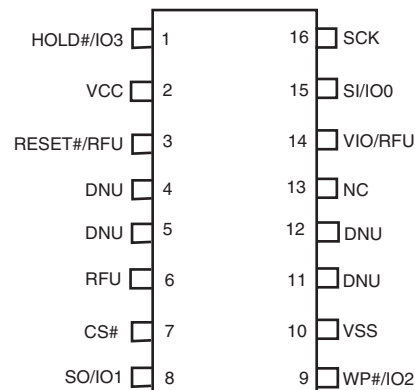 HOLD#/IO3 1 16 SCK
VCC 2 15 SI/IO0
RESET#/RFU 3 14 VIO/RFU
DNU 4 13 NC
DNU 5 12 DNU
RFU 6 11 DNU
CS# 7 10 VSS
SO/IO1 8 9 WP#/IO2